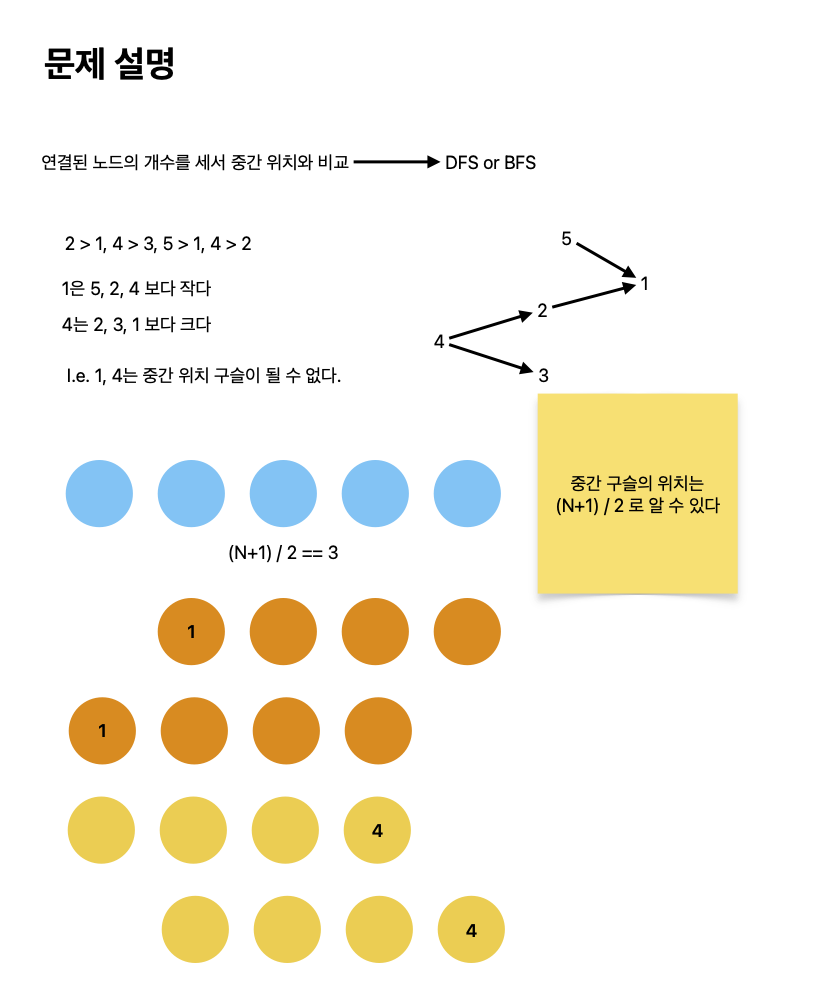 문제 설명
연결된 노드의 개수를 세서 중간 위치와 비교
DFS or BFS
2 > 1, 4 > 3, 5 > 1, 4 > 2
1은 5, 2, 4 보다 작다
4는 2, 3, 1 보다 크다
I.e. 1, 4는 중간 위치 구슬이 될 수 없다.
5
1
2
4
3
중간 구슬의 위치는
(N+1) / 2 로 알 수 있다
(N+1) / 2 == 3
1
1
4
4